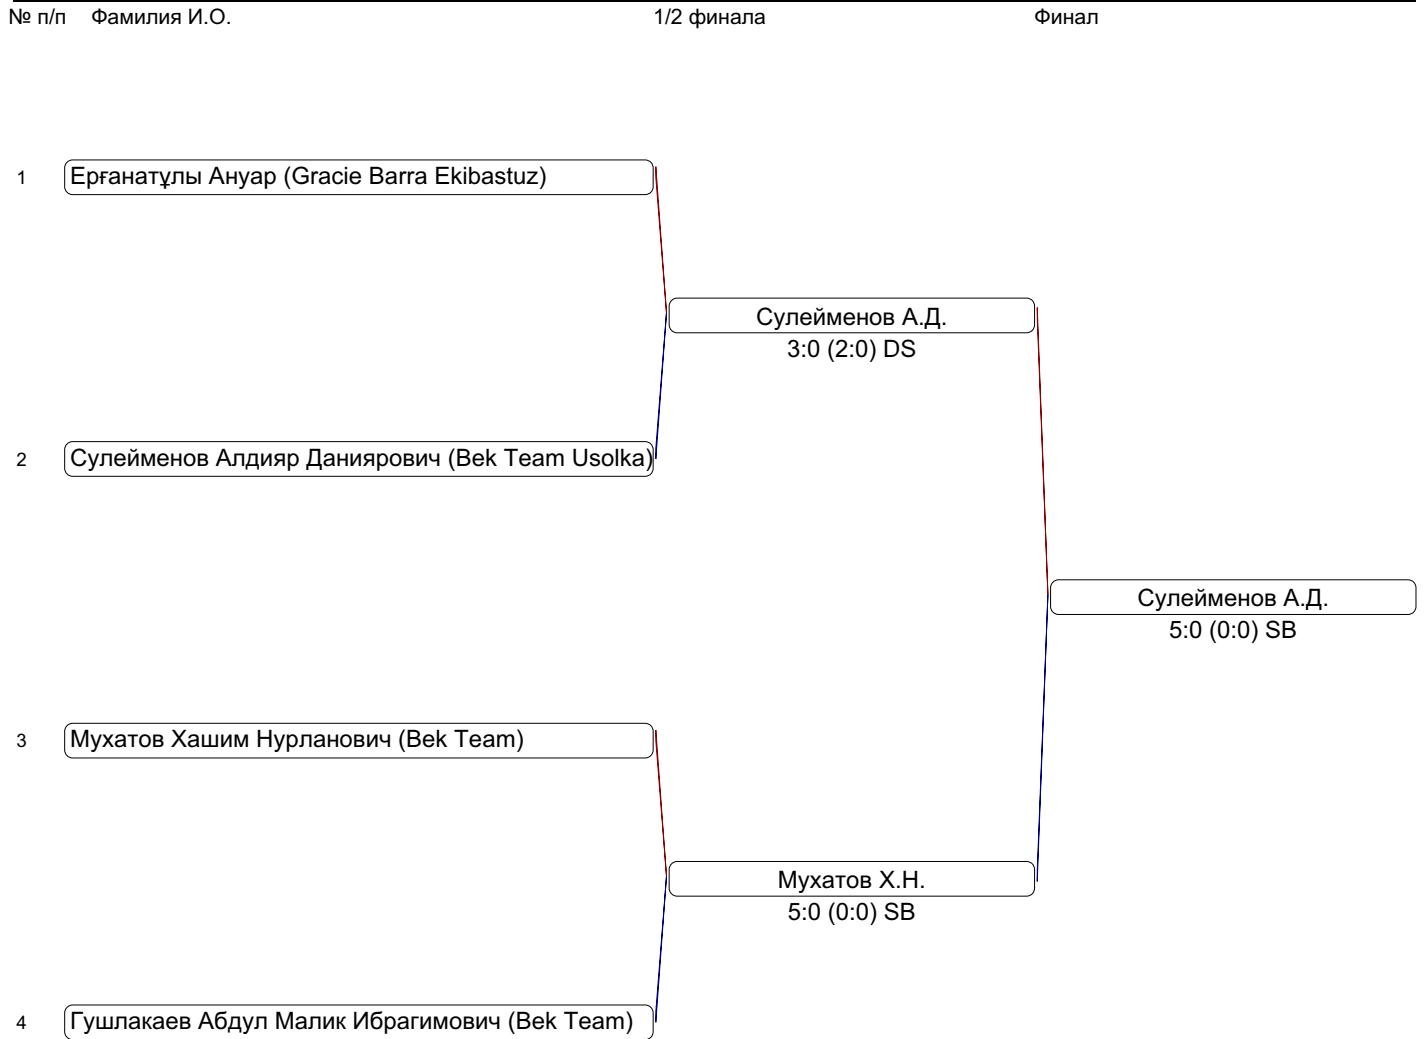 № п/п Фамилия И.О. 1/2 финала Финал
1 Ерғанатұлы Ануар (Gracie Barra Ekibastuz)
Сулейменов А.Д.
3:0 (2:0) DS
2 Сулейменов Алдияр Даниярович (Bek Team Usolka)
Сулейменов А.Д.
5:0 (0:0) SB
3 Мухатов Хашим Нурланович (Bek Team)
Мухатов Х.Н.
5:0 (0:0) SB
4 Гушлакаев Абдул Малик Ибрагимович (Bek Team)